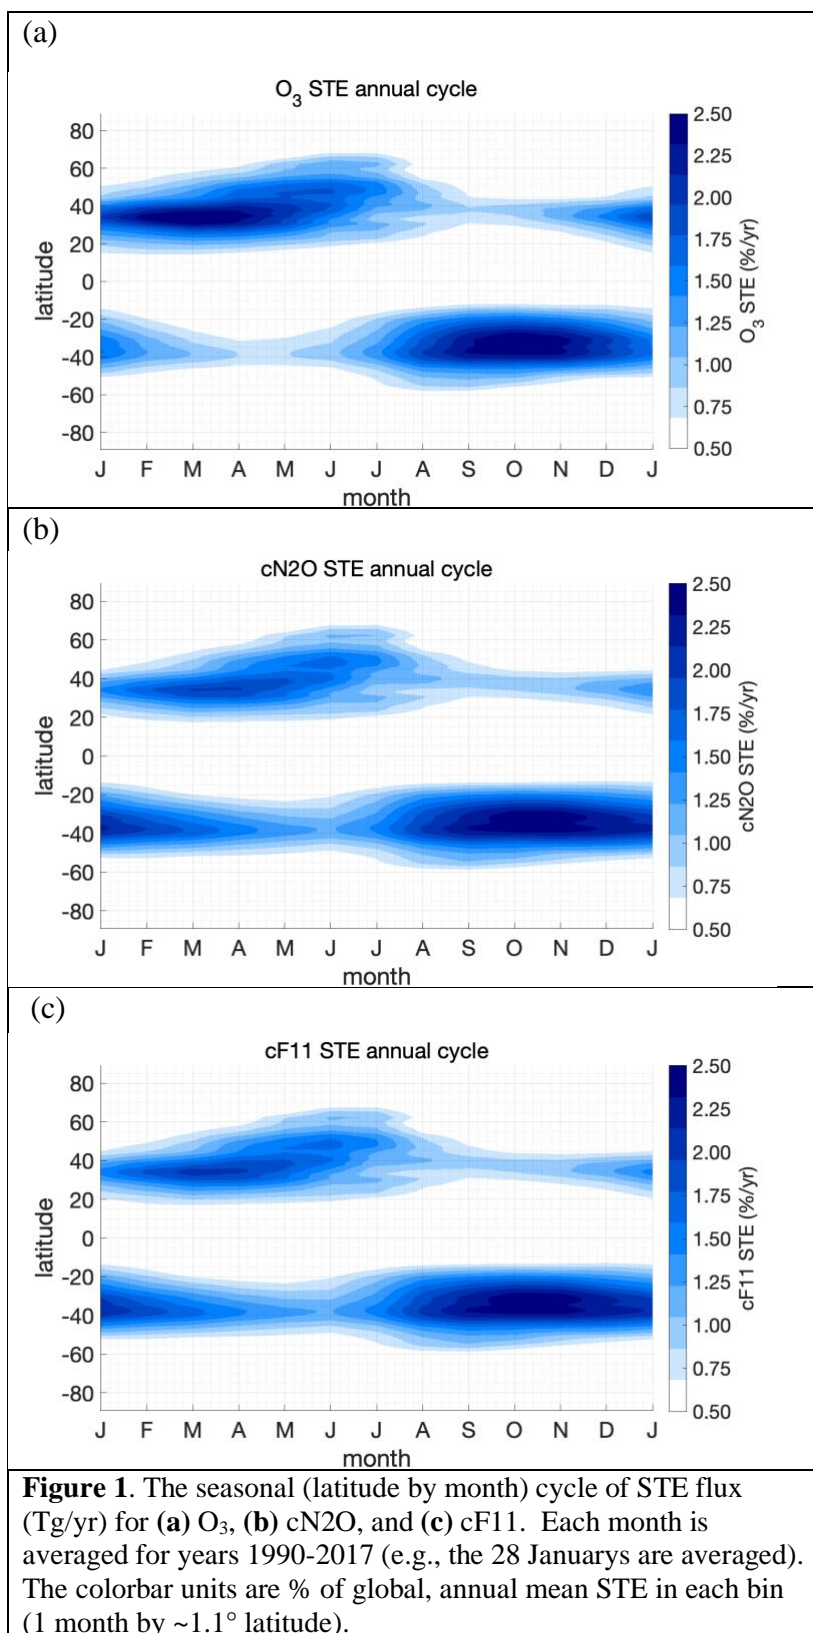 (a)
O3 STE annual cycle
80
60
40
20
0
-20
-40
-60
-80
latitude
J F M A M J J A S O N D J
month
2.50
2.25
2.00
1.75
1.50
1.25
1.00
0.75
0.50
O3 STE (%/yr)
(b)
cN2O STE annual cycle
80
60
40
20
0
-20
-40
-60
-80
latitude
J F M A M J J A S O N D J
month
2.50
2.25
2.00
1.75
1.50
1.25
1.00
0.75
0.50
cN2O STE (%/yr)
(c)
cF11 STE annual cycle
80
60
40
20
0
-20
-40
-60
-80
latitude
J F M A M J J A S O N D J
month
2.50
2.25
2.00
1.75
1.50
1.25
1.00
0.75
0.50
cF11 STE (%/yr)
Figure 1. The seasonal (latitude by month) cycle of STE flux
(Tg/yr) for (a) O3, (b) cN2O, and (c) cF11. Each month is
averaged for years 1990-2017 (e.g., the 28 Januarys are averaged).
The colorbar units are % of global, annual mean STE in each bin
(1 month by ~1.1° latitude).